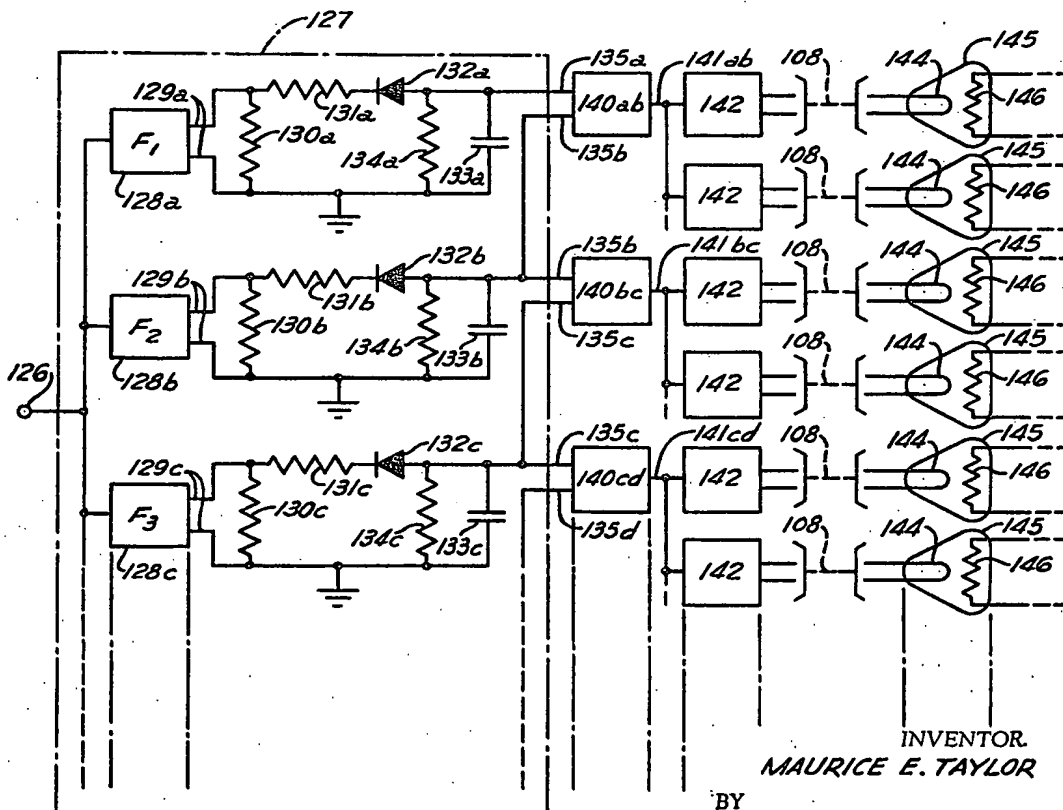 127
129a
131a
132a
135a
141ab
108
144
145
F1
130a
134a
133a
140ab
142
146
128a
135b
145
108
144
142
146
129b
131b
132b
135b
141bc
108
144
145
F2
130b
134b
133b
140bc
142
146
128b
135c
145
108
144
142
146
126
129c
131c
132c
135c
141cd
108
144
145
F3
130c
134c
133c
140cd
142
146
128c
135d
145
108
144
142
146
INVENTOR.
MAURICE E. TAYLOR
BY